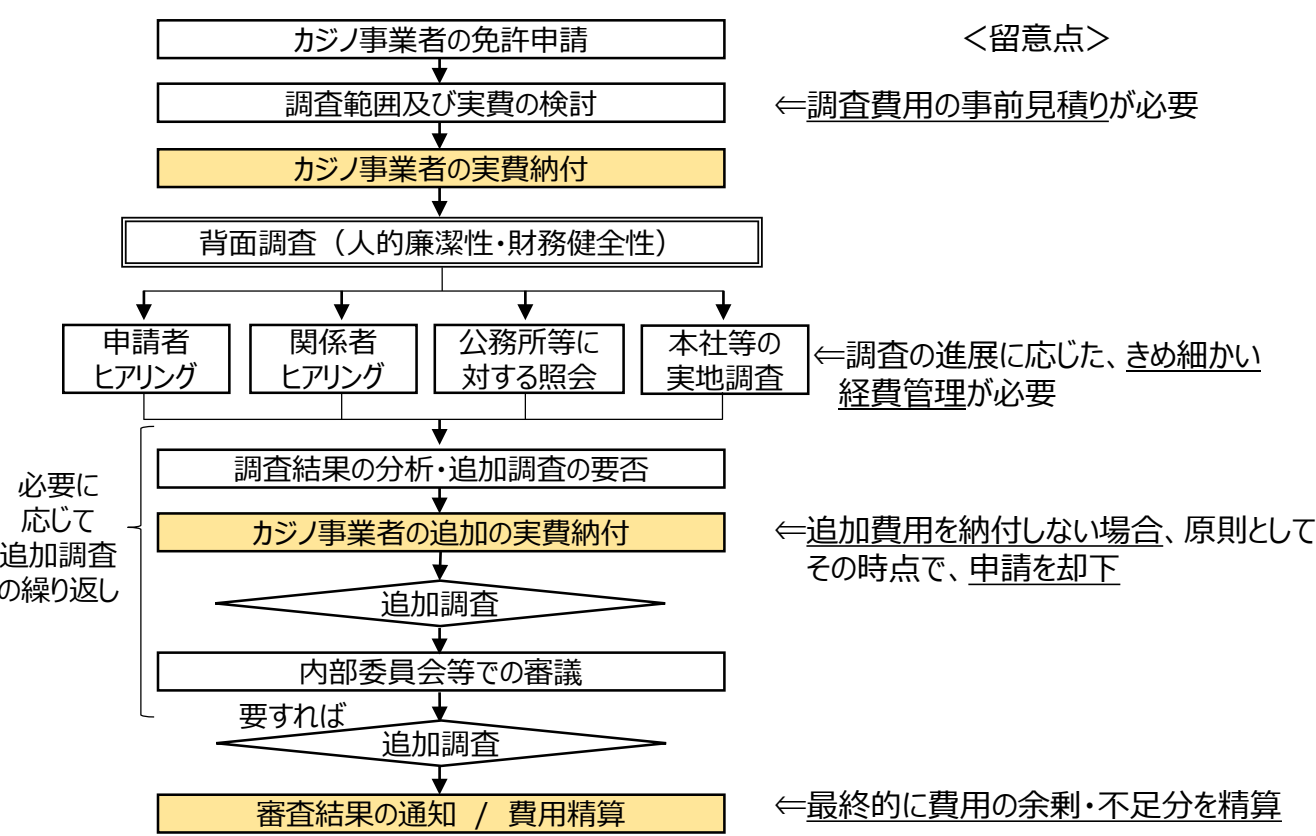 カジノ事業者の免許申請
＜留意点＞
調査範囲及び実費の検討
⇐調査費用の事前見積りが必要
カジノ事業者の実費納付
背面調査（人的廉潔性・財務健全性）
申請者
ヒアリング
関係者
ヒアリング
公務所等に
対する照会
本社等の
実地調査
⇐調査の進展に応じた、きめ細かい
経費管理が必要
必要に
応じて
追加調査
の繰り返し
調査結果の分析・追加調査の要否
カジノ事業者の追加の実費納付
⇐追加費用を納付しない場合、原則として
その時点で、申請を却下
追加調査
内部委員会等での審議
要すれば
追加調査
審査結果の通知 / 費用精算
⇐最終的に費用の余剰・不足分を精算